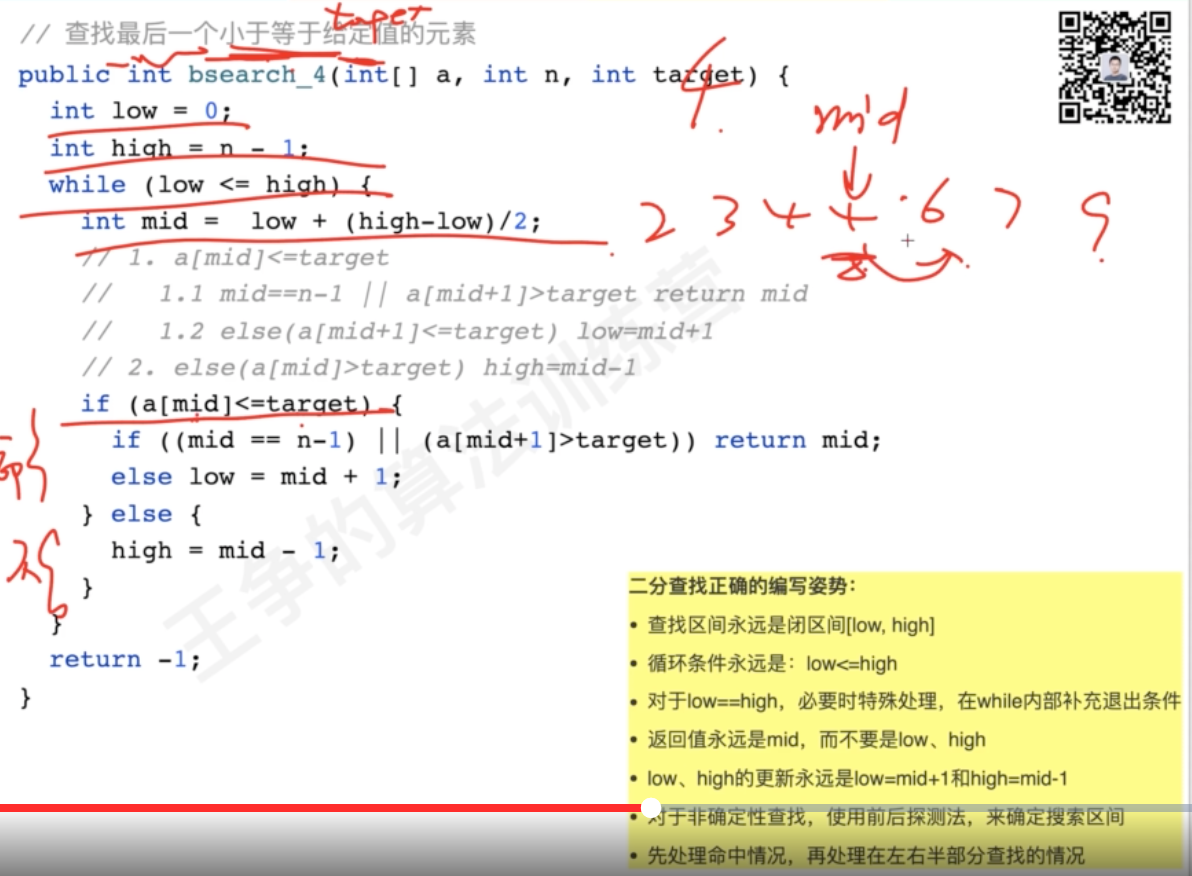 target
// 查找最后一个小于等于给定值的元素
public int bsearch_4(int[] a, int n, int target) {
4
int low = 0;
mid
int high = n - 1;
while (low <= high) {
2 3 4 4 6 7 9
int mid =  low + (high-low)/2;
// 1. a[mid]<=target
//   1.1 mid==n-1 || a[mid+1]>target return mid
//   1.2 else(a[mid+1]<=target) low=mid+1
// 2. else(a[mid]>target) high=mid-1
if (a[mid]<=target) {
if ((mid == n-1) || (a[mid+1]>target)) return mid;
else low = mid + 1;
} else {
high = mid - 1;
}
}
return -1;
}
王争的算法训练营
二分查找正确的编写姿势：
• 查找区间永远是闭区间[low, high]
• 循环条件永远是：low<=high
• 对于low==high，必要时特殊处理，在while内部补充退出条件
• 返回值永远是mid，而不要是low、high
• low、high的更新永远是low=mid+1和high=mid-1
• 对于非确定性查找，使用前后探测法，来确定搜索区间
• 先处理命中情况，再处理在左右半部分查找的情况